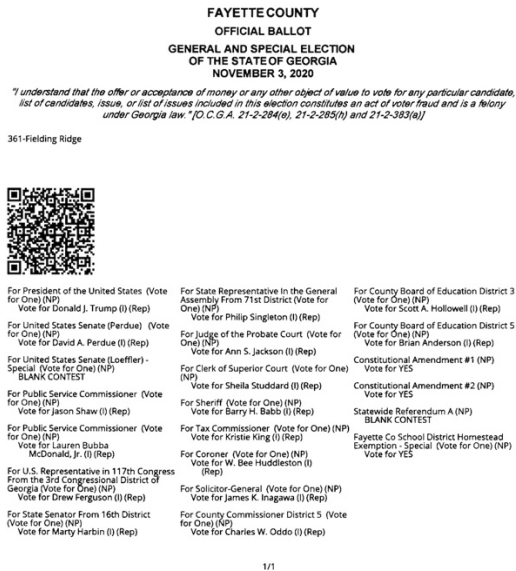 FAYETTE COUNTY
OFFICIAL BALLOT
GENERAL AND SPECIAL ELECTION
OF THE STATE OF GEORGIA
NOVEMBER 3, 2020
"I understand that the offer or acceptance of money or any other object of value to vote for any particular candidate,
list of candidates, issue, or list of issues included in this election constitutes an act of voter fraud and is a felony
under Georgia law. "[O.C.G.A. 21-2-284(e), 21-2-285(h) and 21-2-383(a)]
361-Fielding Ridge
For President of the United States (Vote
for One) (NP)
Vote for Donald J. Trump (I) (Rep)
For United States Senate (Perdue) (Vote
for One) (NP)
Vote for David A. Perdue (I) (Rep)
For United States Senate (Loeffler) -
Special (Vote for One) (NP)
BLANK CONTEST
For Public Service Commissioner (Vote
for One) (NP)
Vote for Jason Shaw (I) (Rep)
For Public Service Commissioner (Vote
for One) (NP)
Vote for Lauren Bubba
McDonald, Jr. (I) (Rep)
For U.S. Representative in 117th Congress
From the 3rd Congressional District of
Georgia (Vote for One) (NP)
Vote for Drew Ferguson (I) (Rep)
For State Senator From 16th District
(Vote for One) (NP)
Vote for Marty Harbin (I) (Rep)
For State Representative In the General
Assembly From 71st District (Vote for
One) (NP)
Vote for Philip Singleton (I) (Rep)
For Judge of the Probate Court (Vote for
One) (NP)
Vote for Ann S. Jackson (I) (Rep)
For Clerk of Superior Court (Vote for One)
(NP)
Vote for Sheila Studdard (I) (Rep)
For Sheriff (Vote for One) (NP)
Vote for Barry H. Babb (I) (Rep)
For Tax Commissioner (Vote for One) (NP)
Vote for Kristie King (I) (Rep)
For Coroner (Vote for One) (NP)
Vote for W. Bee Huddleston (I)
(Rep)
For Solicitor-General (Vote for One) (NP)
Vote for James K. Inagawa (I) (Rep)
For County Commissioner District 5 (Vote
for One) (NP)
Vote for Charles W. Oddo (I) (Rep)
For County Board of Education District 3
(Vote for One) (NP)
Vote for Scott A. Hollowell (I) (Rep)
For County Board of Education District 5
(Vote for One) (NP)
Vote for Brian Anderson (I) (Rep)
Constitutional Amendment #1 (NP)
Vote for YES
Constitutional Amendment #2 (NP)
Vote for YES
Statewide Referendum A (NP)
BLANK CONTEST
Fayette Co School District Homestead
Exemption - Special (Vote for One) (NP)
Vote for YES
1/1